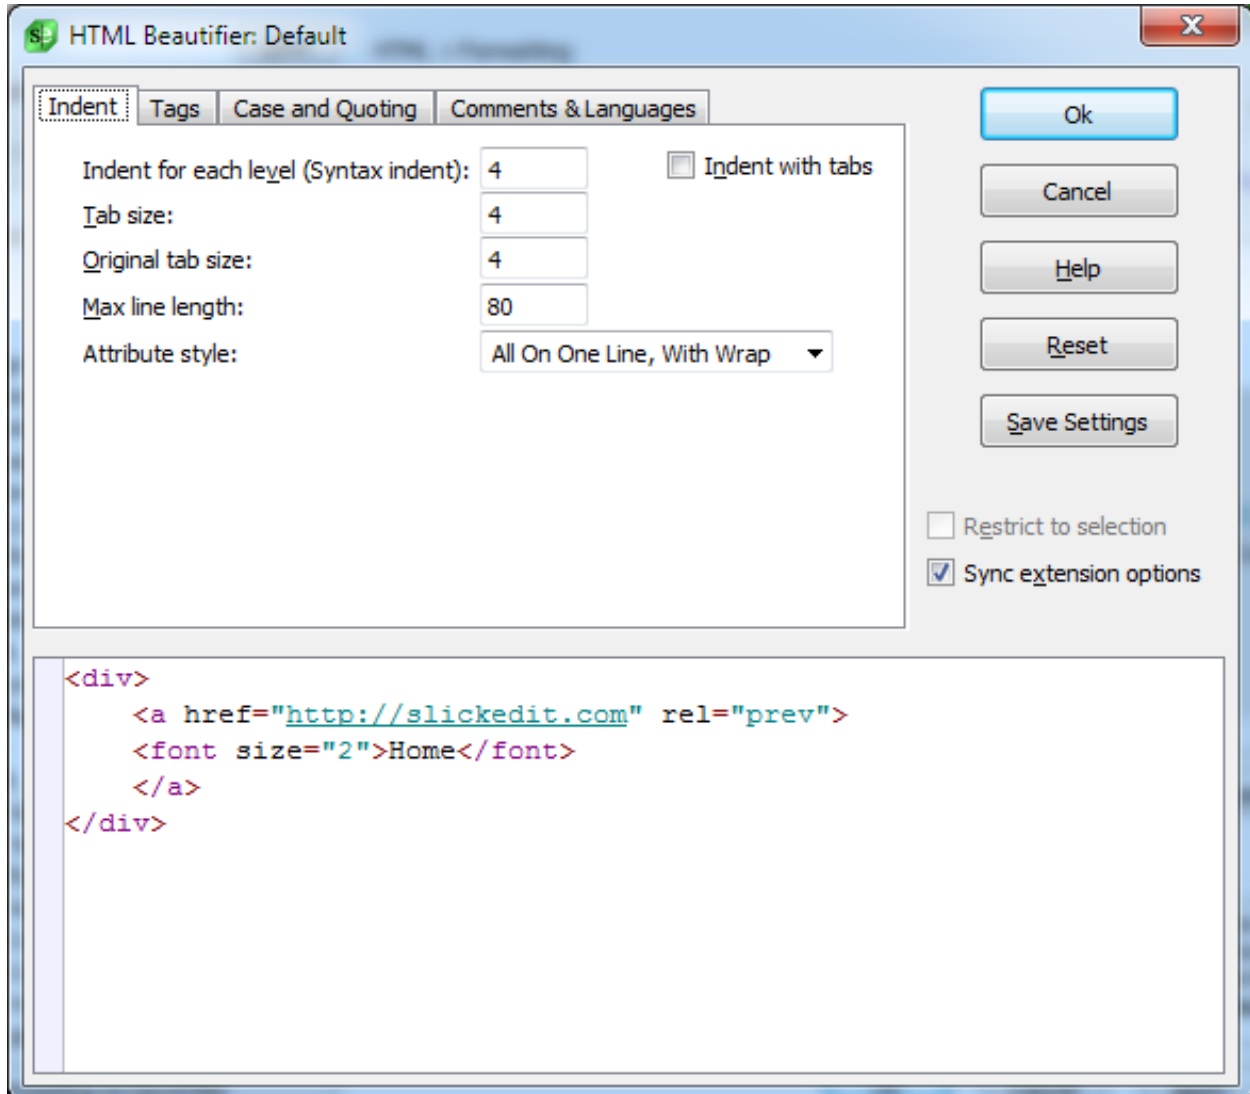 HTML Beautifier: Default
Indent Tags Case and Quoting Comments & Languages
Indent for each level (Syntax indent): 4 Indent with tabs
Tab size: 4
Original tab size: 4
Max line length: 80
Attribute style: All On One Line, With Wrap
Ok
Cancel
Help
Reset
Save Settings
Restrict to selection
Sync extension options
<div>
    <a href="http://slickedit.com" rel="prev">
    <font size="2">Home</font>
    </a>
</div>